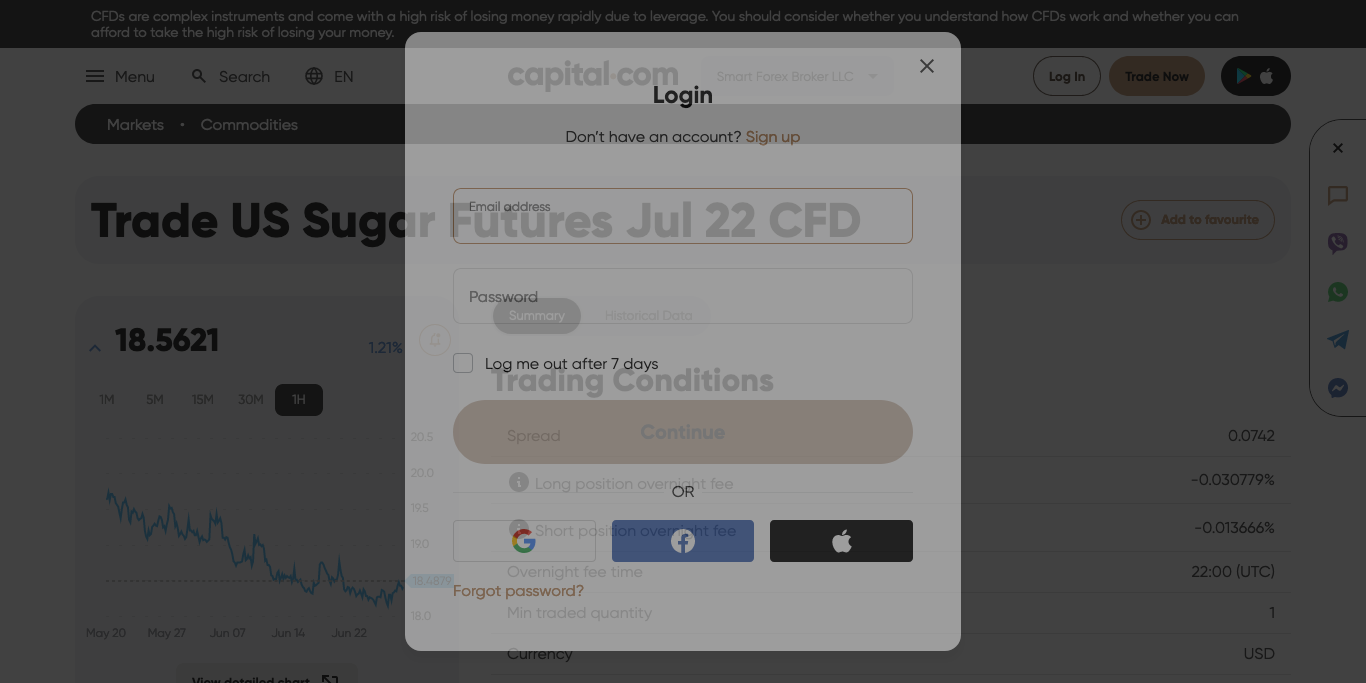 CFDs are complex instruments and come with a high risk of losing money rapidly due to leverage. You should consider whether you understand how CFDs work and whether you can
afford to take the high risk of losing your money.
Menu
Search
EN
capital.com
Smart Forex Broker LLC
Log In
Trade Now
Markets • Commodities
Login
Don't have an account? Sign up
Trade US Sugar Futures Jul 22 CFD
Add to favourite
Email address
Password
Log me out after 7 days
Continue
OR
Forgot password?
18.5621
1.21%
1M
5M
15M
30M
1H
20.5
20.0
19.5
19.0
18.4879
18.0
May 20
May 27
Jun 07
Jun 14
Jun 22
View detailed chart
Summary
Historical Data
Trading Conditions
Spread 0.0742
Long position overnight fee -0.030779%
Short position overnight fee -0.013666%
Overnight fee time 22:00 (UTC)
Min traded quantity 1
Currency USD